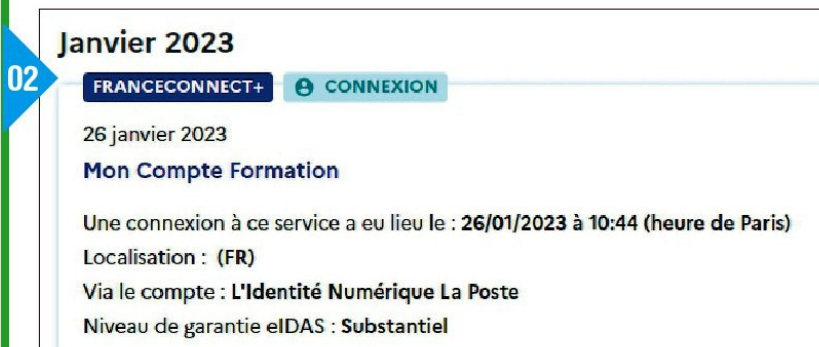 Janvier 2023
02
FRANCECONNECT+ CONNEXION
26 janvier 2023
Mon Compte Formation
Une connexion à ce service a eu lieu le : 26/01/2023 à 10:44 (heure de Paris)
Localisation : (FR)
Via le compte : L'Identité Numérique La Poste
Niveau de garantie eIDAS : Substantiel